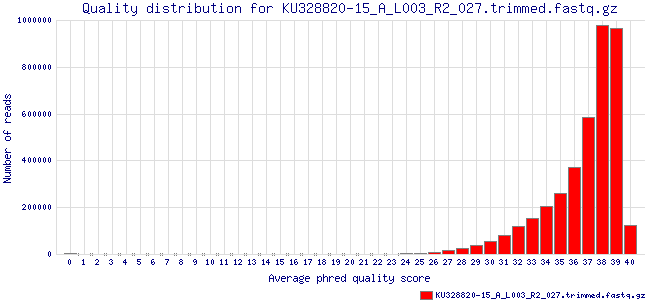 Quality distribution for KU328820-15_A_L003_R2_027.trimmed.fastq.gz
1000000
800000
600000
400000
200000
0
Number of reads
0 1 2 3 4 5 6 7 8 9 10 11 12 13 14 15 16 17 18 19 20 21 22 23 24 25 26 27 28 29 30 31 32 33 34 35 36 37 38 39 40
Average phred quality score
KU328820-15_A_L003_R2_027.trimmed.fastq.gz